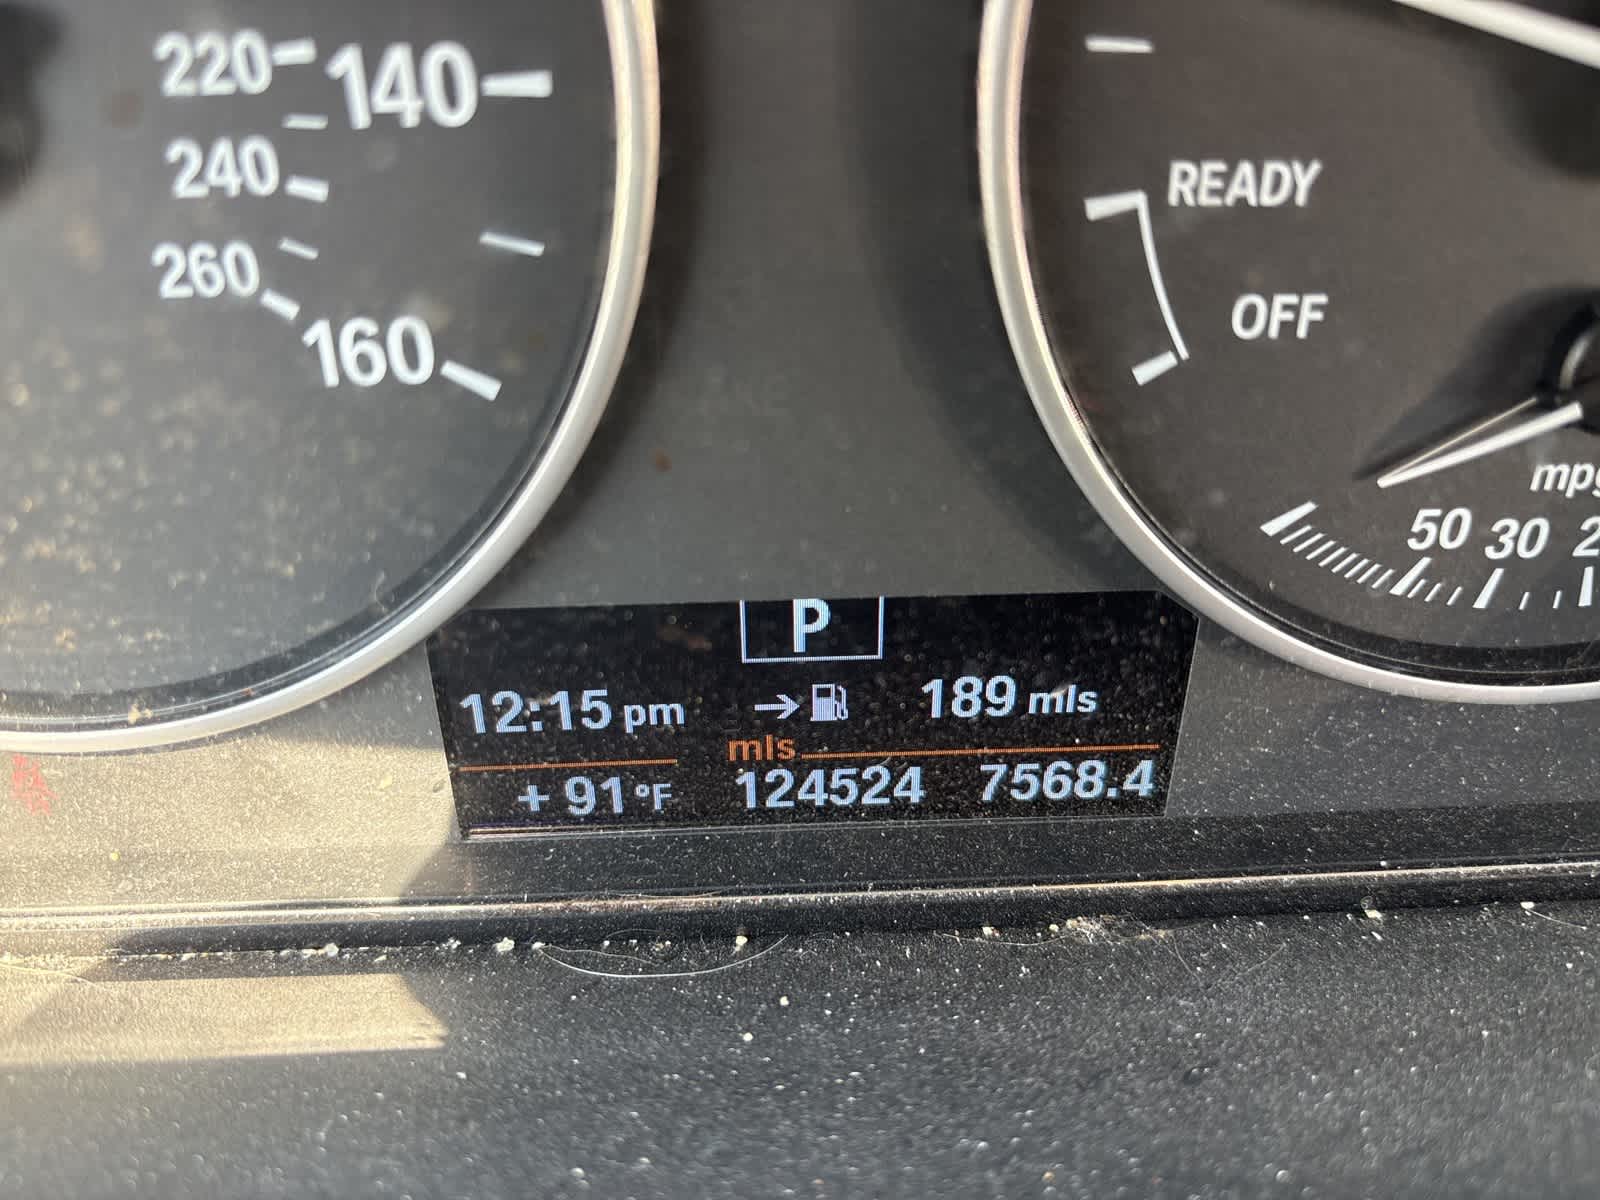 220 140
240
260
160
READY
OFF
50 30
P
12:15 pm 189 mls
mls
+ 91 °F 124524 7568.4